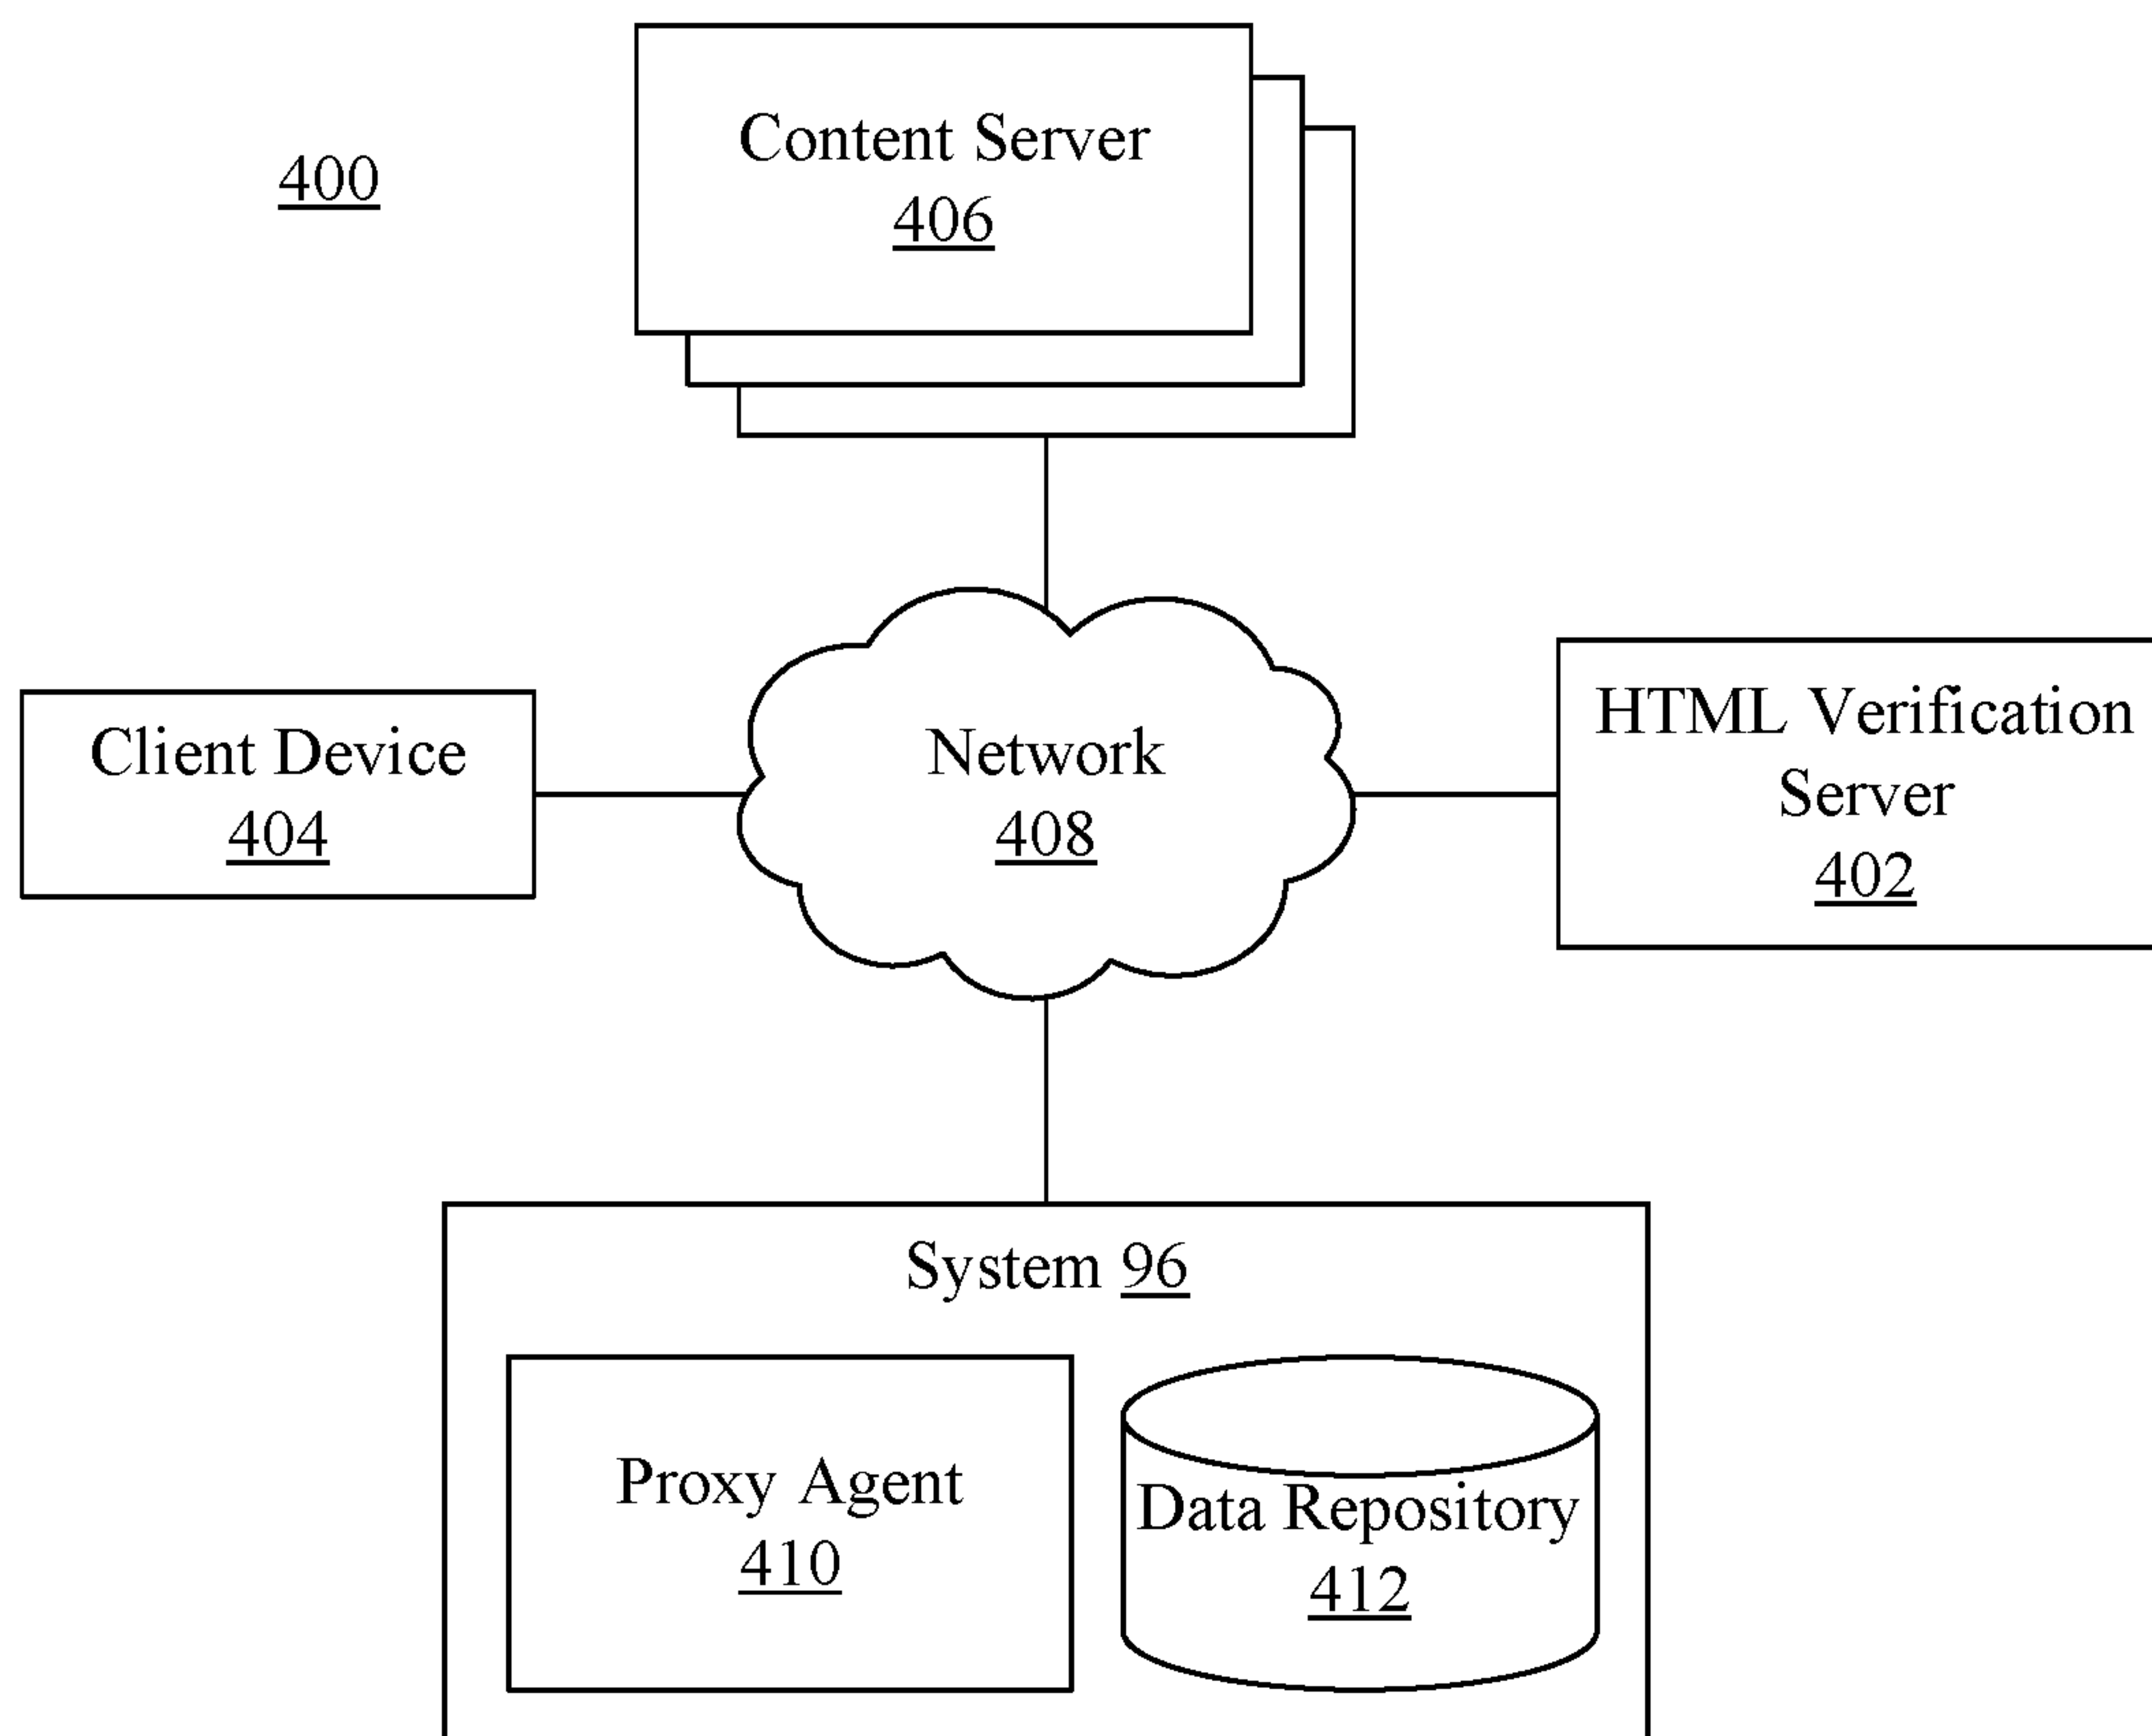 400
Content Server
406
Client Device
404
Network
408
HTML Verification
Server
402
System 96
Proxy Agent
410
Data Repository
412